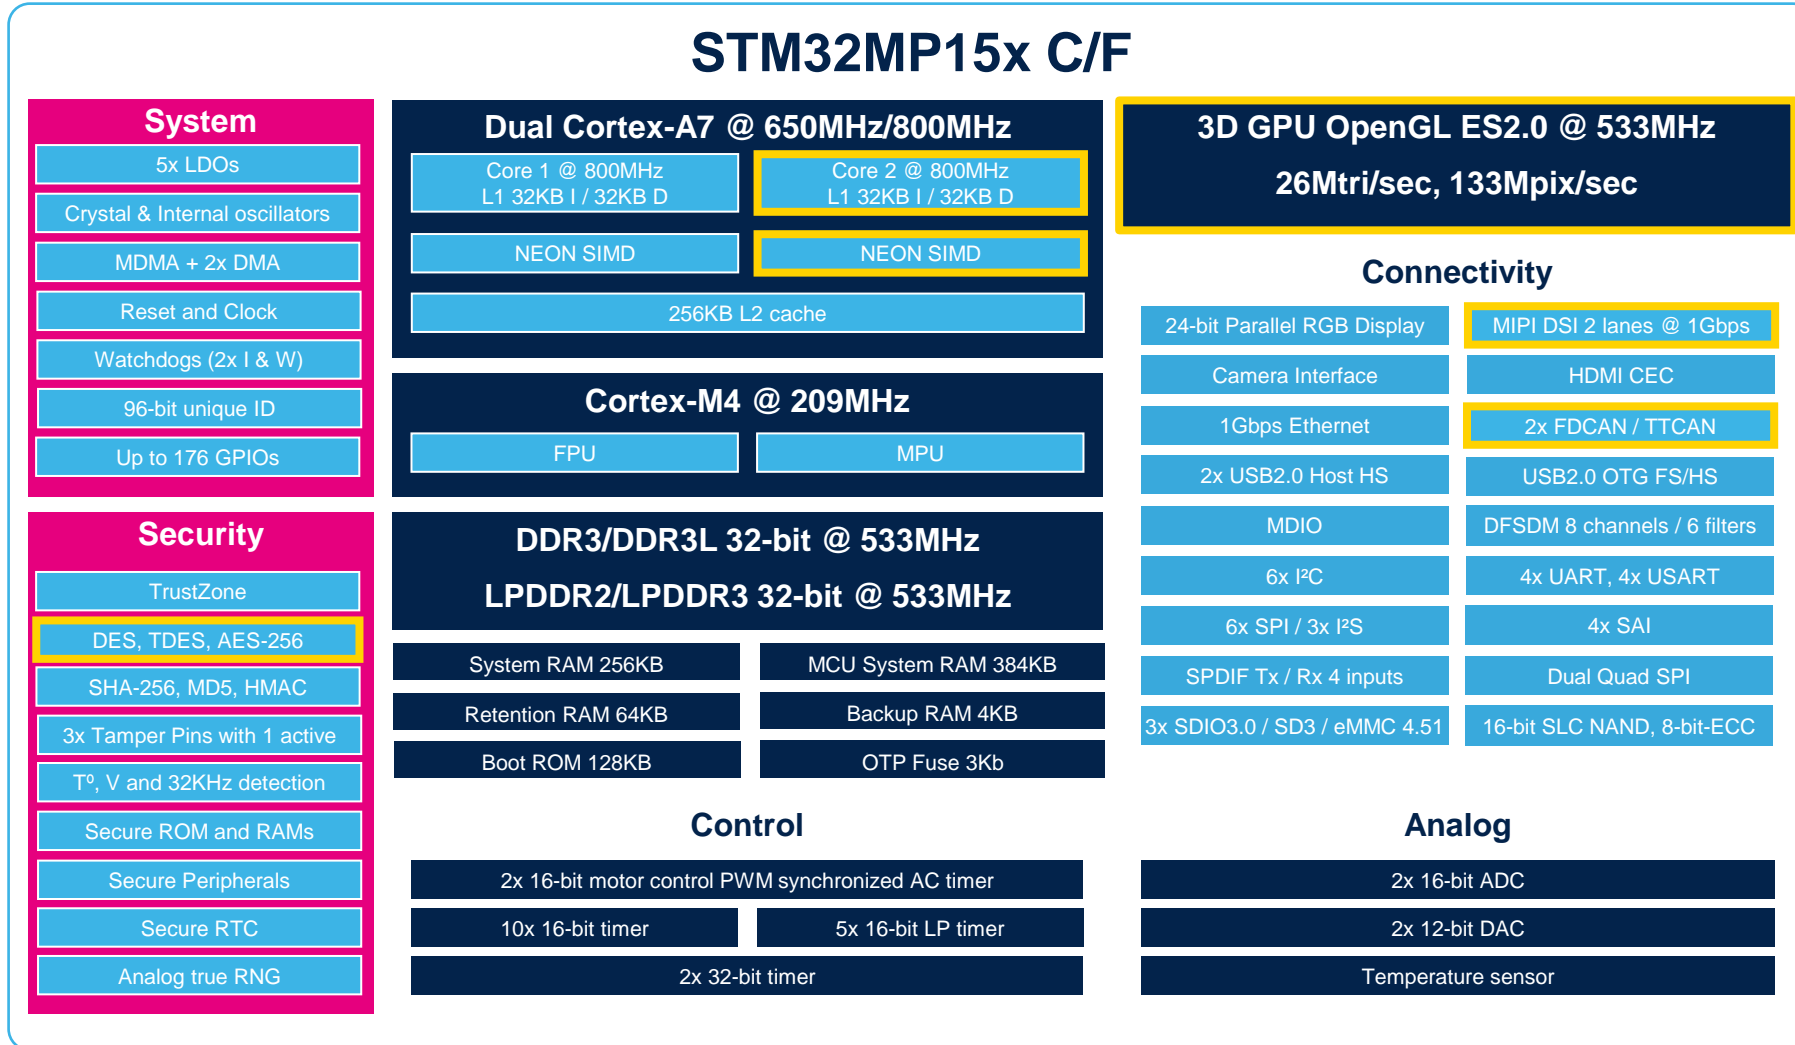 STM32MP15x C/F
System
5x LDOs
Crystal & Internal oscillators
MDMA + 2x DMA
Reset and Clock
Watchdogs (2x I & W)
96-bit unique ID
Up to 176 GPIOs
Security
TrustZone
DES, TDES, AES-256
SHA-256, MD5, HMAC
3x Tamper Pins with 1 active
Tº, V and 32KHz detection
Secure ROM and RAMs
Secure Peripherals
Secure RTC
Analog true RNG
Dual Cortex-A7 @ 650MHz/800MHz
Core 1 @ 800MHz
L1 32KB I / 32KB D
Core 2 @ 800MHz
L1 32KB I / 32KB D
NEON SIMD
NEON SIMD
256KB L2 cache
Cortex-M4 @ 209MHz
FPU
MPU
DDR3/DDR3L 32-bit @ 533MHz
LPDDR2/LPDDR3 32-bit @ 533MHz
System RAM 256KB
MCU System RAM 384KB
Retention RAM 64KB
Backup RAM 4KB
Boot ROM 128KB
OTP Fuse 3Kb
Control
2x 16-bit motor control PWM synchronized AC timer
10x 16-bit timer
5x 16-bit LP timer
2x 32-bit timer
3D GPU OpenGL ES2.0 @ 533MHz
26Mtri/sec, 133Mpix/sec
Connectivity
24-bit Parallel RGB Display
MIPI DSI 2 lanes @ 1Gbps
Camera Interface
HDMI CEC
1Gbps Ethernet
2x FDCAN / TTCAN
2x USB2.0 Host HS
USB2.0 OTG FS/HS
MDIO
DFSDM 8 channels / 6 filters
6x I²C
4x UART, 4x USART
6x SPI / 3x I²S
4x SAI
SPDIF Tx / Rx 4 inputs
Dual Quad SPI
3x SDIO3.0 / SD3 / eMMC 4.51
16-bit SLC NAND, 8-bit-ECC
Analog
2x 16-bit ADC
2x 12-bit DAC
Temperature sensor